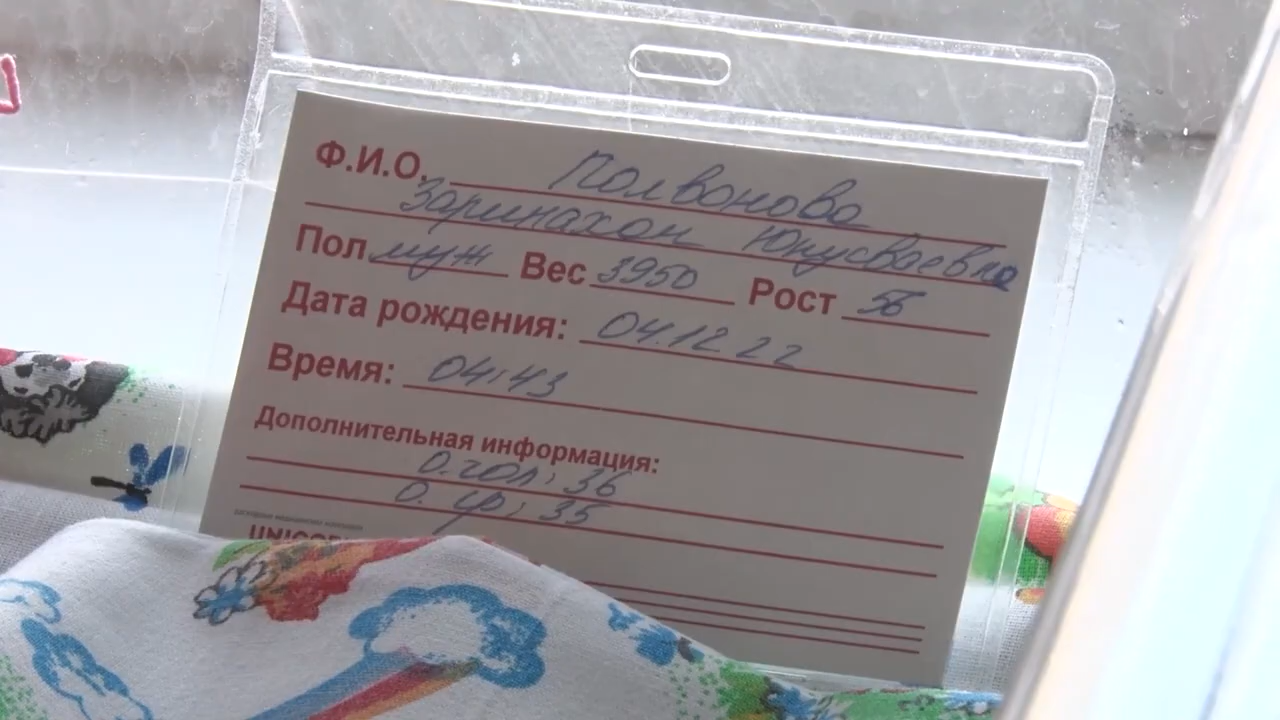 Ф.И.О. Полвонова
Заринахон Юнусваевна
Пол муж Вес 3950 Рост 56
Дата рождения: 04.12 22
Время: 04:43
Дополнительная информация:
О.гол: 36
О. гр: 35